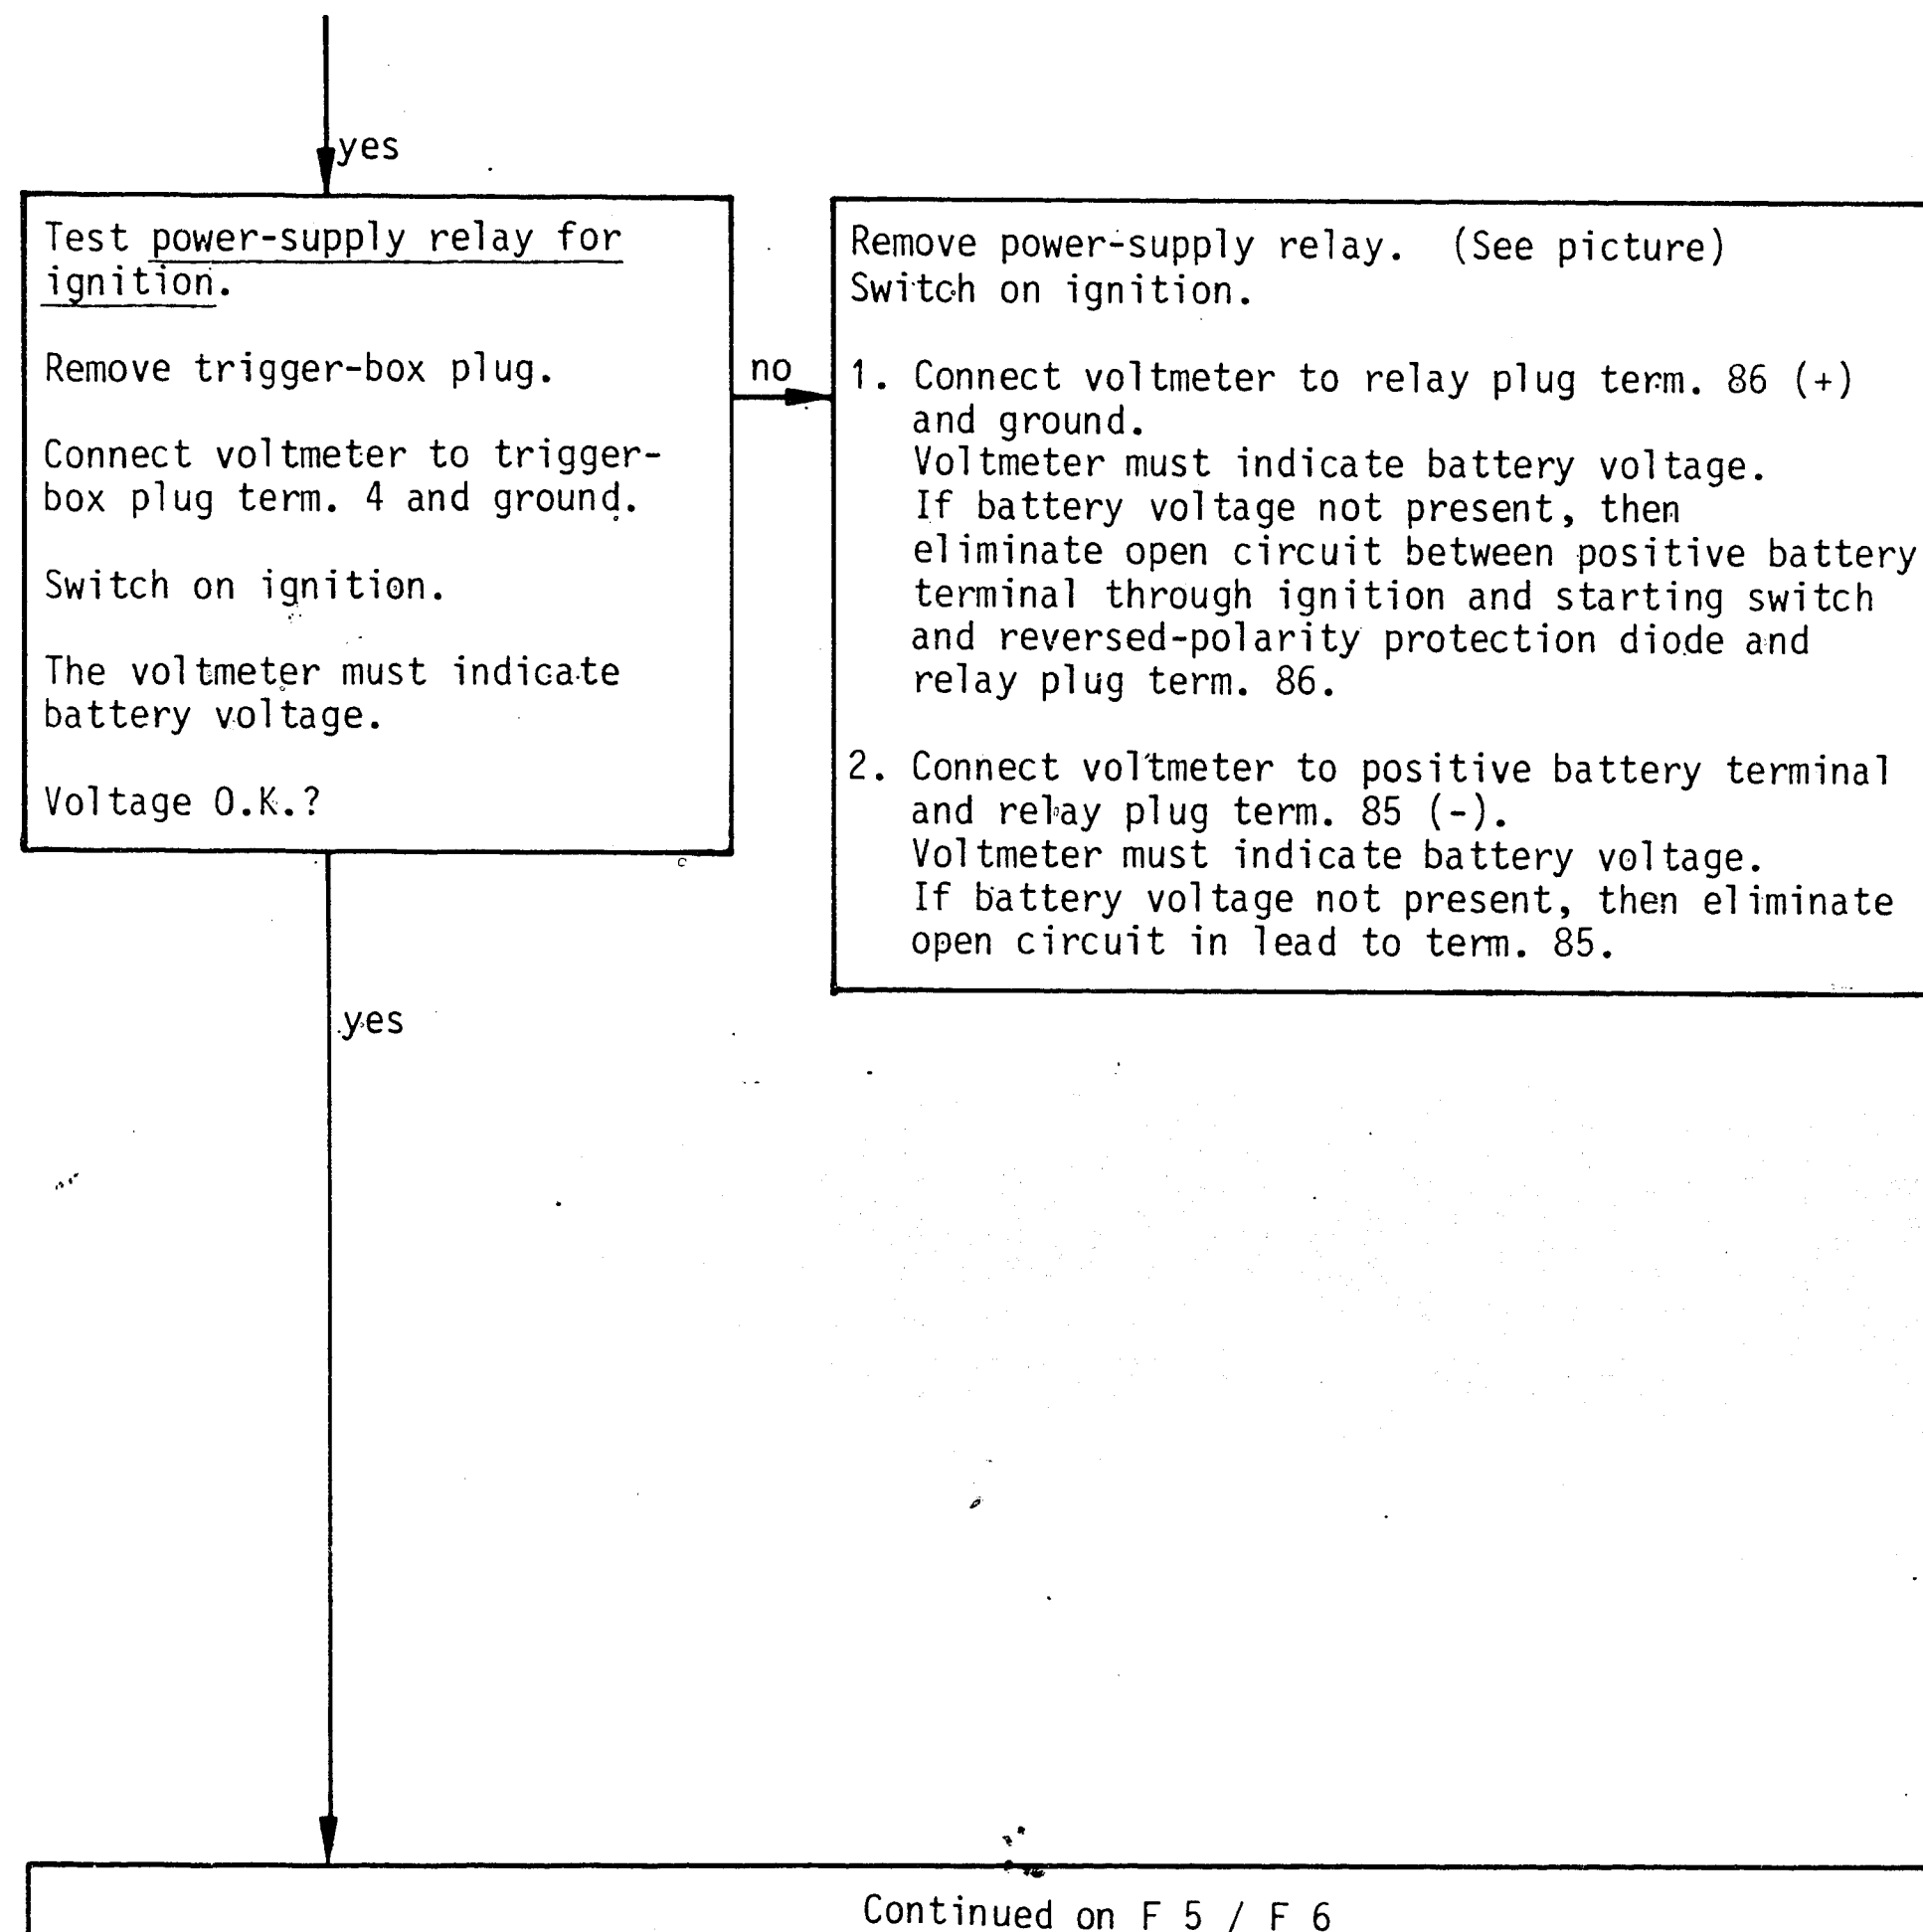 yes
Test power-supply relay for
ignition.
Remove trigger-box plug.
Connect voltmeter to trigger-
box plug term. 4 and ground.
Switch on ignition.
The voltmeter must indicate
battery voltage.
Voltage O.K.?
no
Remove power-supply relay. (See picture)
Switch on ignition.
1. Connect voltmeter to relay plug term. 86 (+)
and ground.
Voltmeter must indicate battery voltage.
If battery voltage not present, then
eliminate open circuit between positive battery
terminal through ignition and starting switch
and reversed-polarity protection diode and
relay plug term. 86.
2. Connect voltmeter to positive battery terminal
and relay plug term. 85 (-).
Voltmeter must indicate battery voltage.
If battery voltage not present, then eliminate
open circuit in lead to term. 85.
yes
Continued on F 5 / F 6